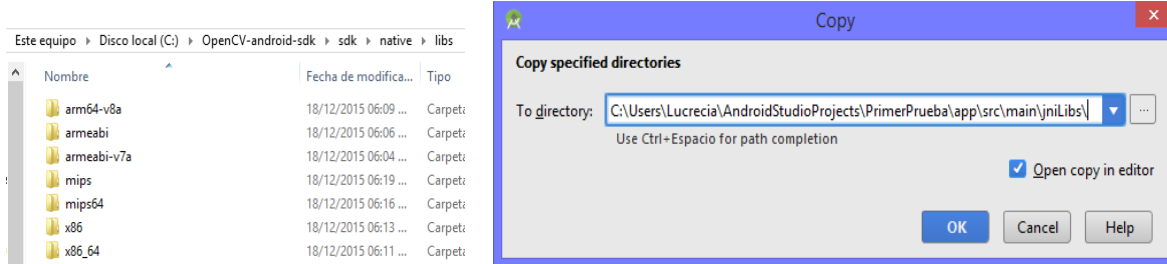 Este equipo › Disco local (C:) › OpenCV-android-sdk › sdk › native › libs
Nombre Fecha de modifica... Tipo
arm64-v8a 18/12/2015 06:09 ... Carpeta
armeabi 18/12/2015 06:06 ... Carpeta
armeabi-v7a 18/12/2015 06:04 ... Carpeta
mips 18/12/2015 06:19 ... Carpeta
mips64 18/12/2015 06:16 ... Carpeta
x86 18/12/2015 06:13 ... Carpeta
x86_64 18/12/2015 06:11 ... Carpeta
Copy
Copy specified directories
To directory: C:\Users\Lucrecia\AndroidStudioProjects\PrimerPrueba\app\src\main\jniLibs\ ...
Use Ctrl+Espacio for path completion
Open copy in editor
OK Cancel Help